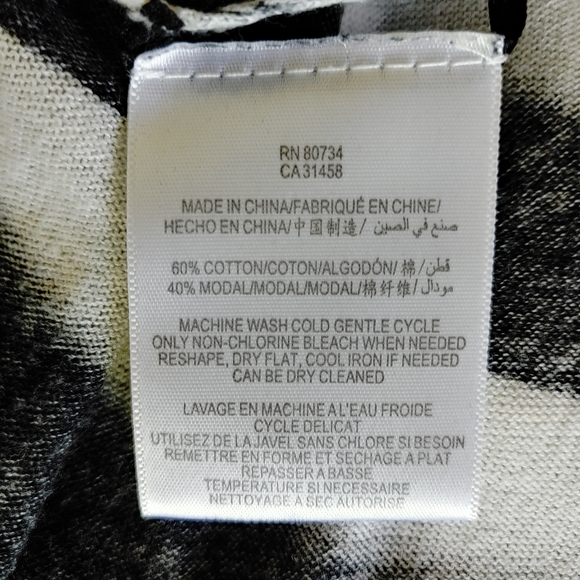 RN 80734
CA 31458
MADE IN CHINA/FABRIQUÉ EN CHINE/
HECHO EN CHINA/中国制造/ صنع في الصين
60% COTTON/COTON/ALGODÓN/棉/قطن
40% MODAL/MODAL/MODAL/棉纤维/مودال
MACHINE WASH COLD GENTLE CYCLE
ONLY NON-CHLORINE BLEACH WHEN NEEDED
RESHAPE, DRY FLAT, COOL IRON IF NEEDED
CAN BE DRY CLEANED
LAVAGE EN MACHINE A L'EAU FROIDE
CYCLE DELICAT
UTILISEZ DE LA JAVEL SANS CHLORE SI BESOIN
REMETTRE EN FORME ET SECHAGE A PLAT
REPASSER A BASSE
TEMPERATURE SI NECESSAIRE
NETTOYAGE A SEC AUTORISE